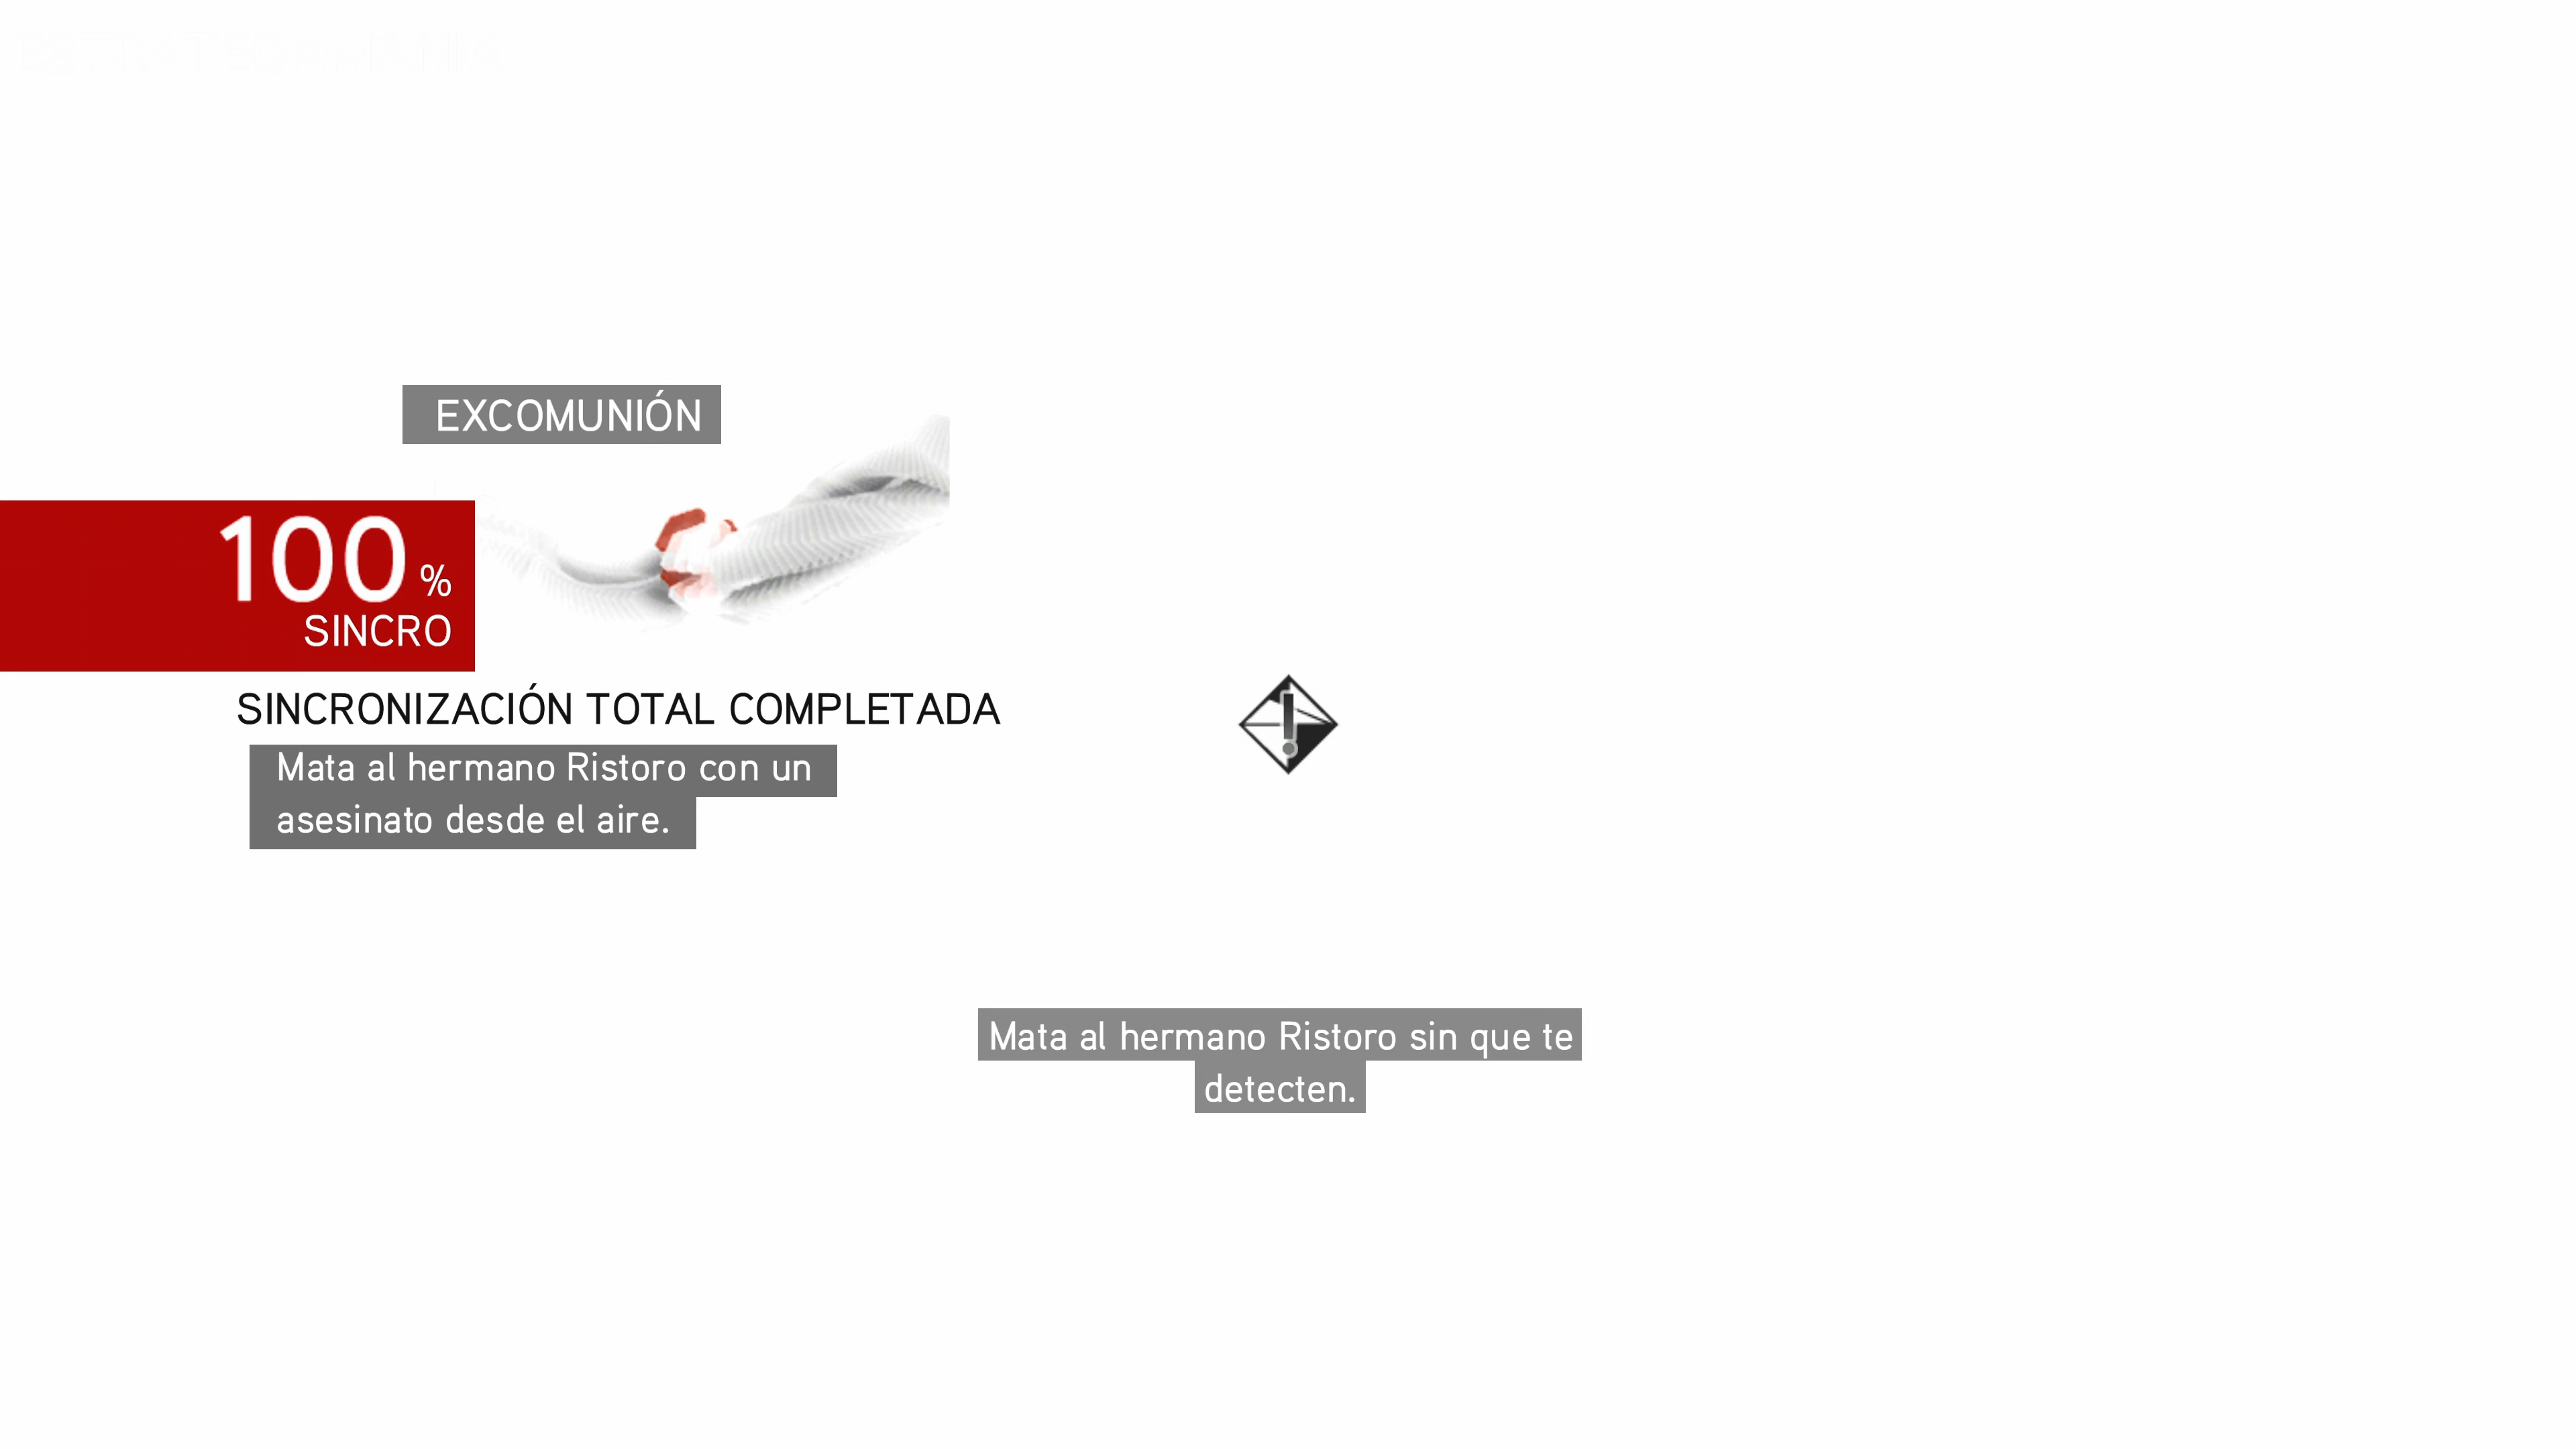 EXCOMUNIÓN
100 %
SINCRO
SINCRONIZACIÓN TOTAL COMPLETADA
Mata al hermano Ristoro con un
asesinato desde el aire.
Mata al hermano Ristoro sin que te
detecten.